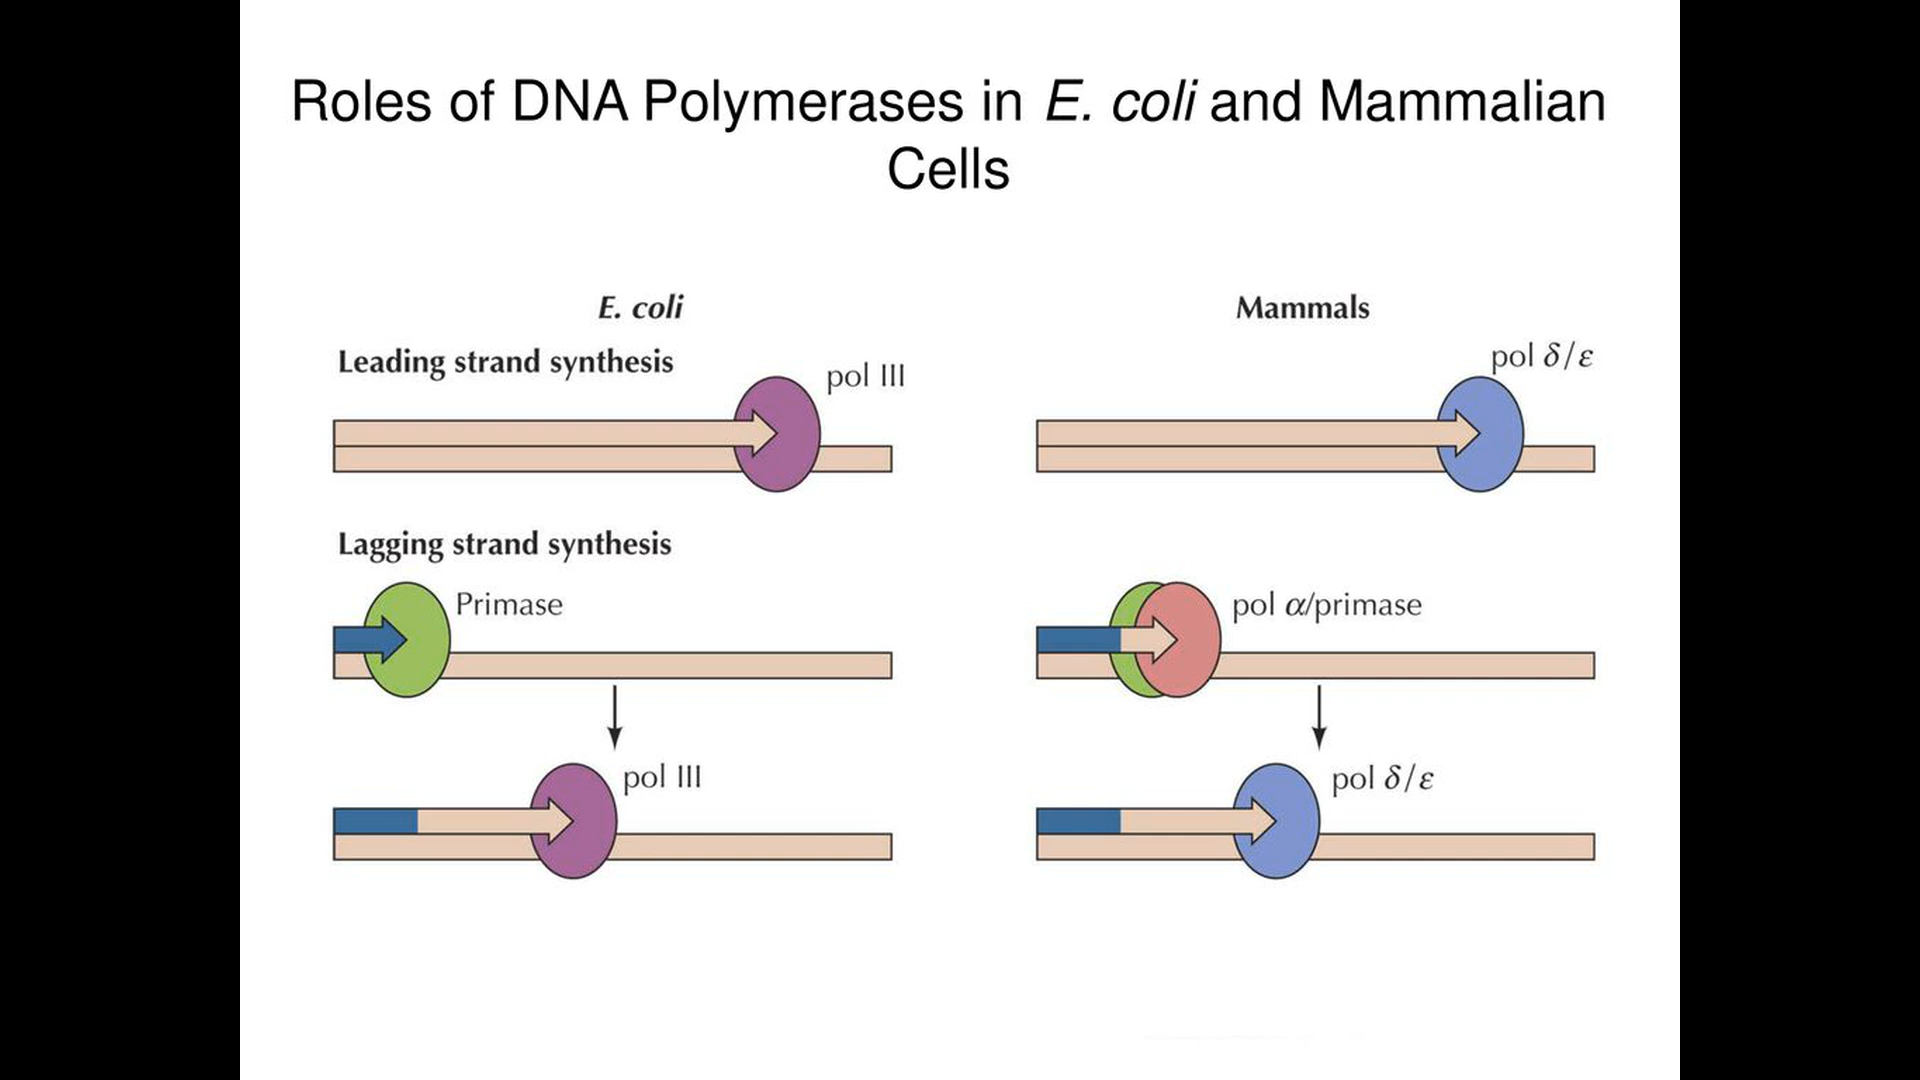 Roles of DNA Polymerases in E. coli and Mammalian
Cells
E. coli
Mammals
Leading strand synthesis
pol III
pol δ/ε
Lagging strand synthesis
Primase
pol α/primase
pol III
pol δ/ε